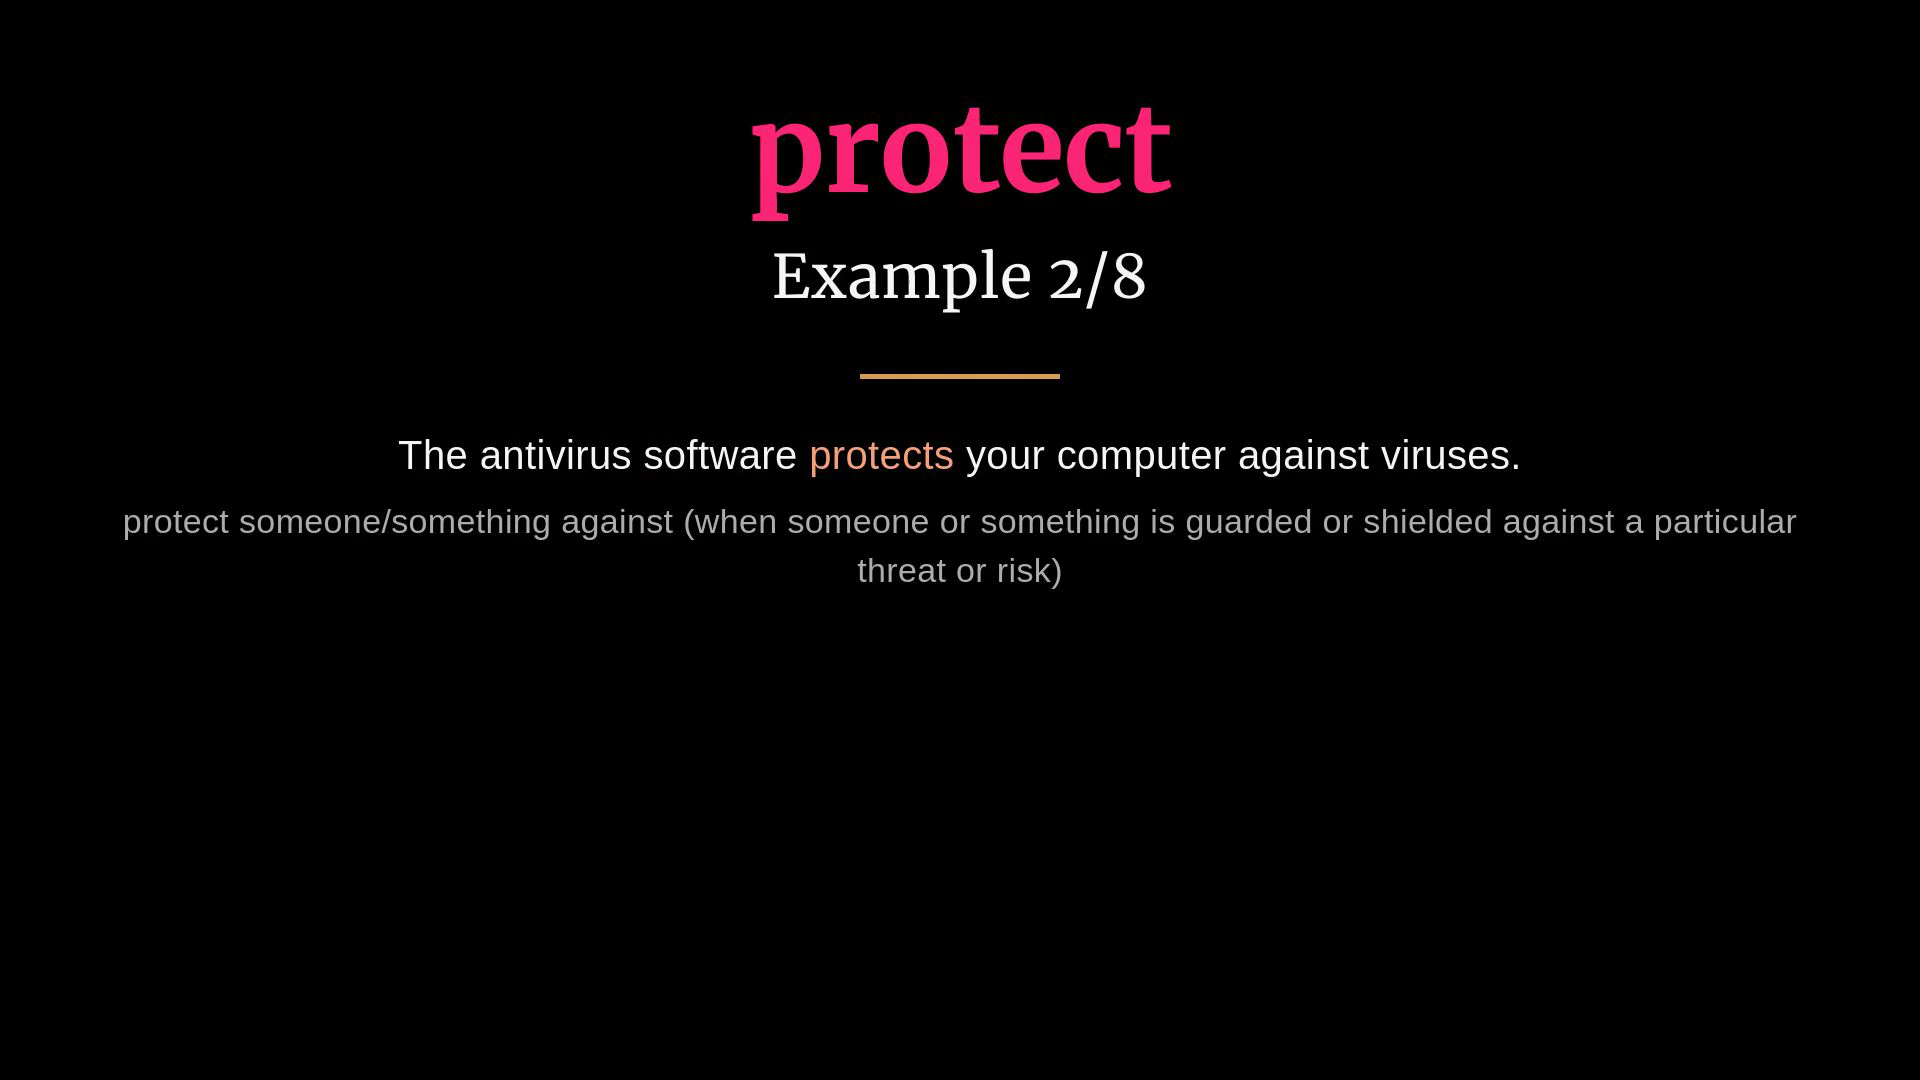 protect
Example 2/8
The antivirus software protects your computer against viruses.
protect someone/something against (when someone or something is guarded or shielded against a particular
threat or risk)